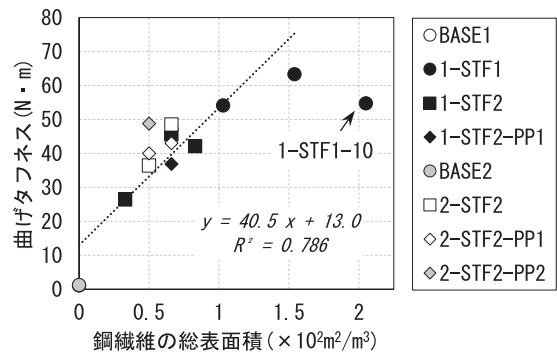 曲げタフネス(N・m)
80
70
60
50
40
30
20
10
0
0
0.5
1
1.5
2
鋼繊維の総表面積(×10²m²/m³)
1-STF1-10
y = 40.5 x + 13.0
R² = 0.786
BASE1
1-STF1
1-STF2
1-STF2-PP1
BASE2
2-STF2
2-STF2-PP1
2-STF2-PP2